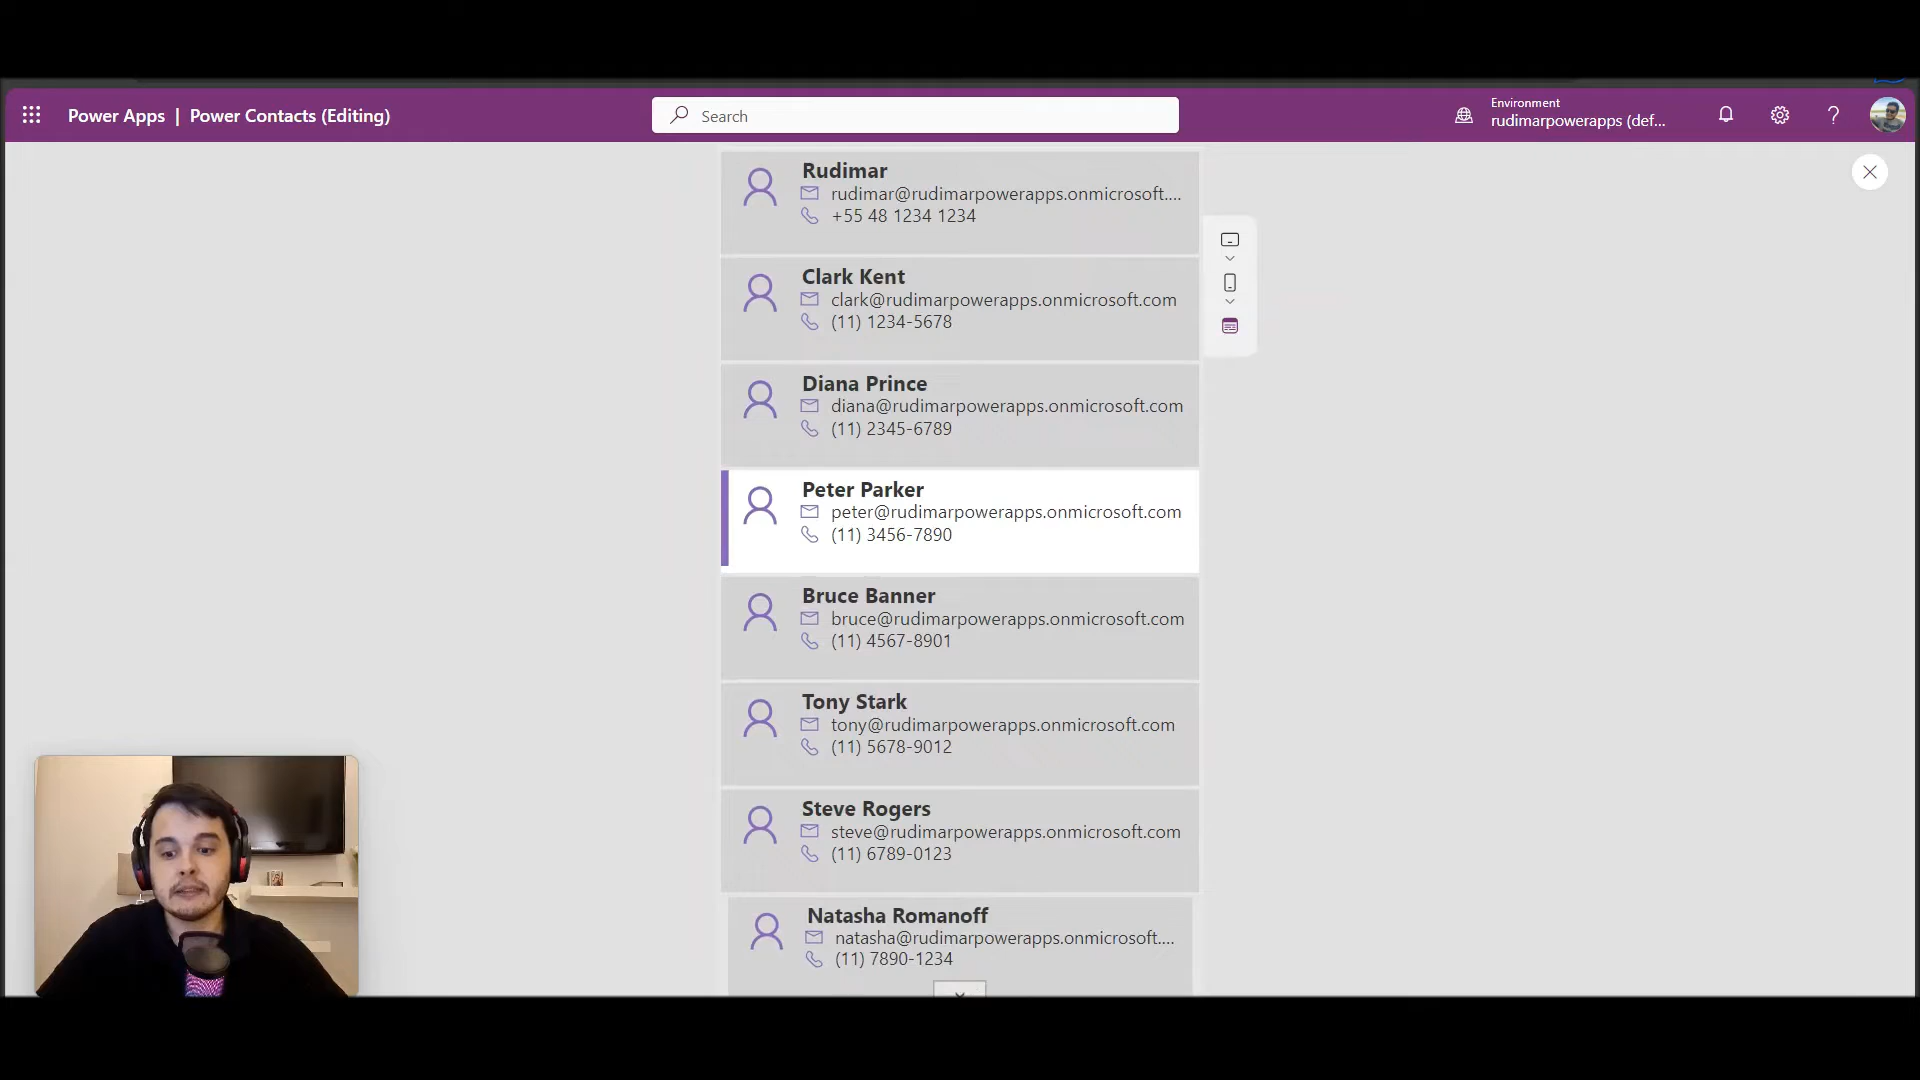 Power Apps | Power Contacts (Editing)
Search
Environment
rudimarpowerapps (def...
Rudimar
rudimar@rudimarpowerapps.onmicrosoft....
+55 48 1234 1234
Clark Kent
clark@rudimarpowerapps.onmicrosoft.com
(11) 1234-5678
Diana Prince
diana@rudimarpowerapps.onmicrosoft.com
(11) 2345-6789
Peter Parker
peter@rudimarpowerapps.onmicrosoft.com
(11) 3456-7890
Bruce Banner
bruce@rudimarpowerapps.onmicrosoft.com
(11) 4567-8901
Tony Stark
tony@rudimarpowerapps.onmicrosoft.com
(11) 5678-9012
Steve Rogers
steve@rudimarpowerapps.onmicrosoft.com
(11) 6789-0123
Natasha Romanoff
natasha@rudimarpowerapps.onmicrosoft....
(11) 7890-1234